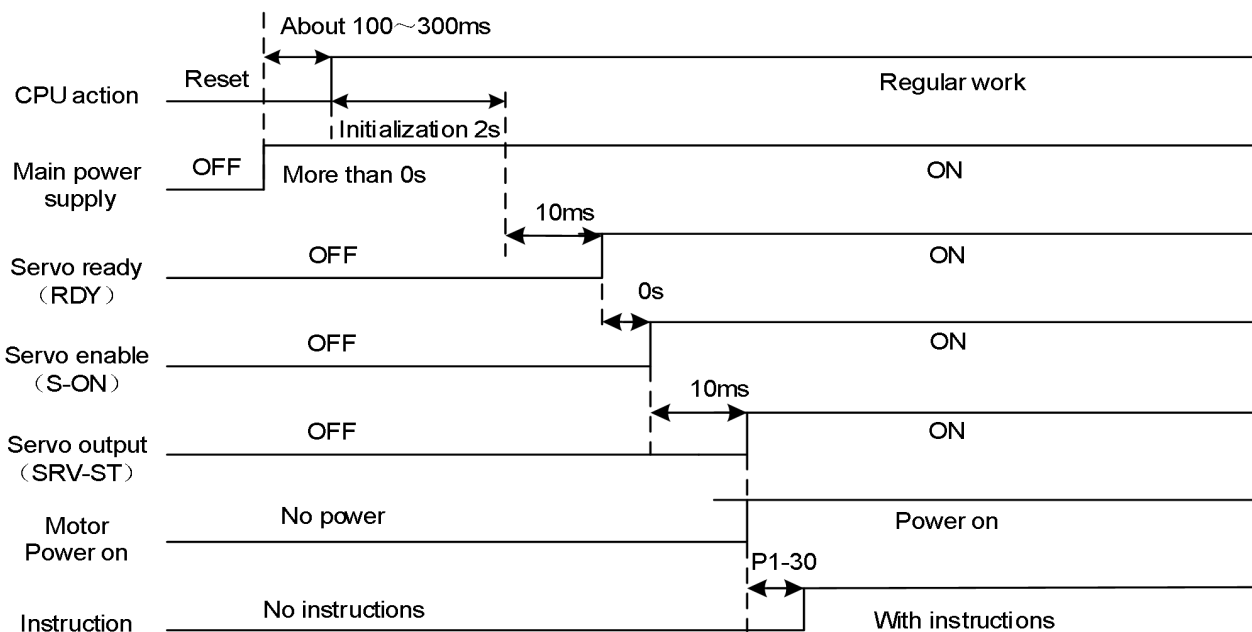 About 100～300ms
Reset
CPU action
Regular work
Initialization 2s
OFF
Main power
supply
More than 0s
ON
10ms
OFF
Servo ready
（RDY）
ON
0s
OFF
Servo enable
（S-ON）
ON
10ms
OFF
Servo output
（SRV-ST）
ON
No power
Motor
Power on
Power on
P1-30
No instructions
Instruction
With instructions